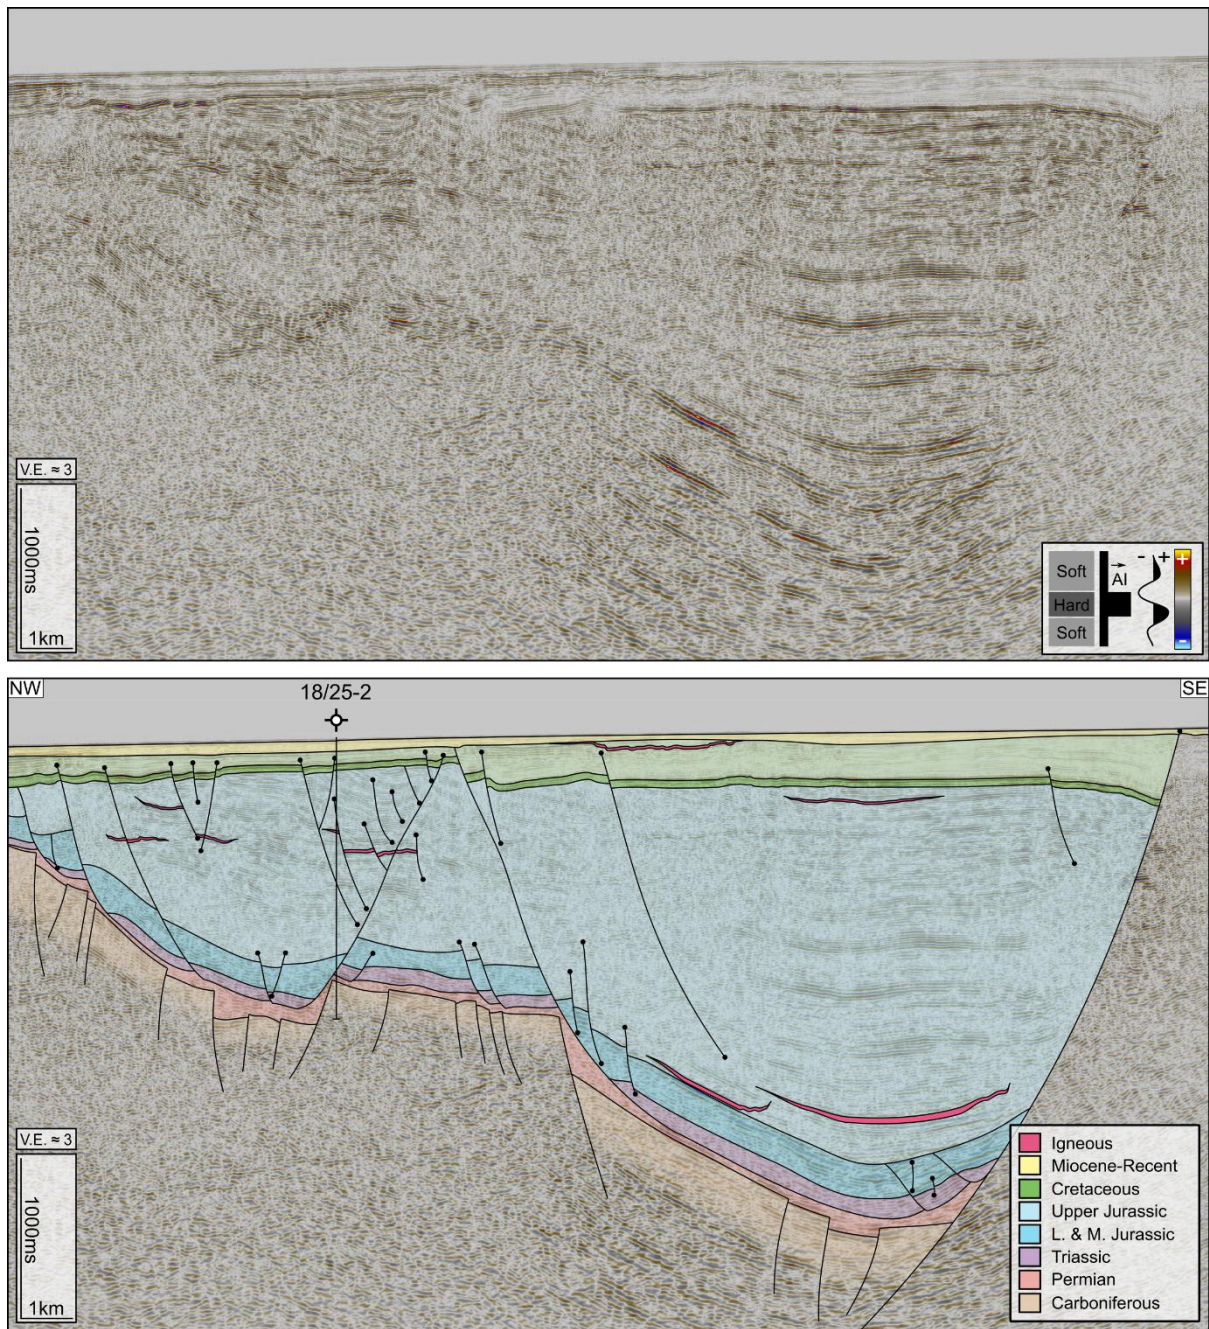 V.E. ≈ 3
1000ms
1km
Soft
Hard
Soft
AI
- +
+
-
NW
18/25-2
SE
V.E. ≈ 3
1000ms
1km
Igneous
Miocene-Recent
Cretaceous
Upper Jurassic
L. & M. Jurassic
Triassic
Permian
Carboniferous